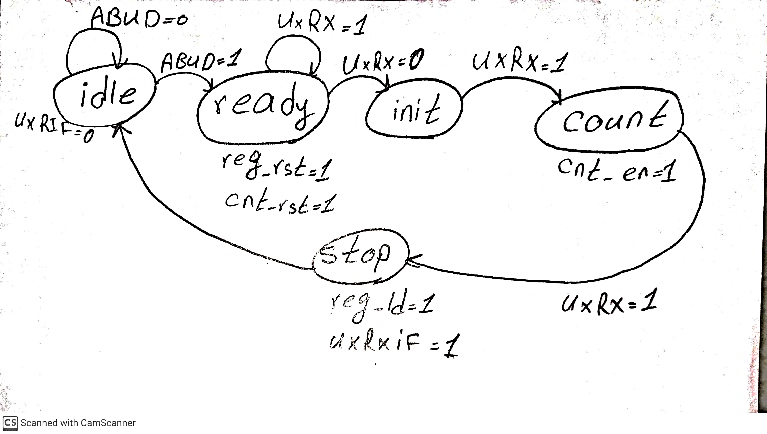 ABUD=0
UxRx=1
ABUD=1
UxRx=0
UxRx=1
idle
ready
init
count
UxRIF=0
reg_rst=1
cnt_rst=1
cnt_en=1
stop
reg_ld=1
UxRxiF=1
UxRx=1
CS Scanned with CamScanner